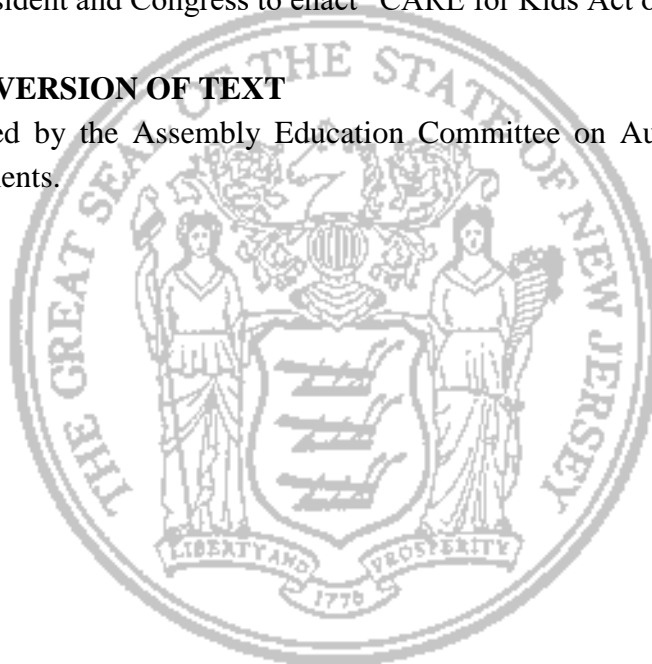 sident and Congress to enact CARE for Kids Act o
VERSION OF TEXT
ed by the Assembly Education Committee on Au
ents.
THE GREAT SEAL OF THE STATE OF NEW JERSEY
LIBERTY AND PROSPERITY
1776